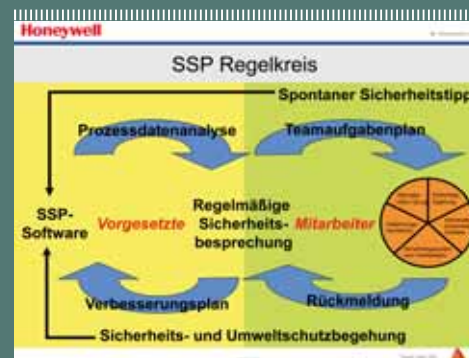 Honeywell
SSP Regelkreis
Spontaner Sicherheitstipp
Prozessdatenanalyse
Teamaufgabenplan
SSP-
Software
Vorgesetzte
Regelmäßige
Sicherheits-
besprechung
Mitarbeiter
Verbesserungsplan
Rückmeldung
Sicherheits- und Umweltschutzbegehung